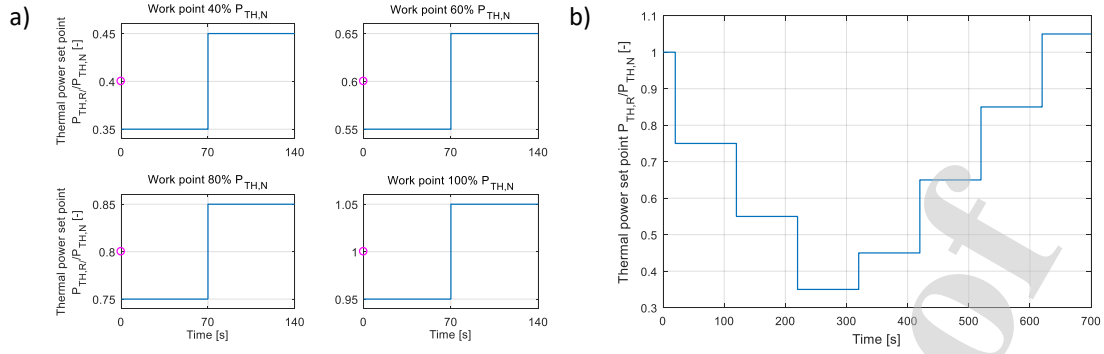 a)
Work point 40% P_TH,N
Thermal power set point
P_TH,R/P_TH,N [-]
0.45
0.4
0.35
0
70
140
Work point 60% P_TH,N
0.65
0.6
0.55
0
70
140
Work point 80% P_TH,N
Thermal power set point
P_TH,R/P_TH,N [-]
0.85
0.8
0.75
0
70
140
Time [s]
Work point 100% P_TH,N
1.05
1
0.95
0
70
140
Time [s]
b)
Thermal power set point P_TH,R/P_TH,N [-]
1.1
1
0.9
0.8
0.7
0.6
0.5
0.4
0.3
0
100
200
300
400
500
600
700
Time [s]
of